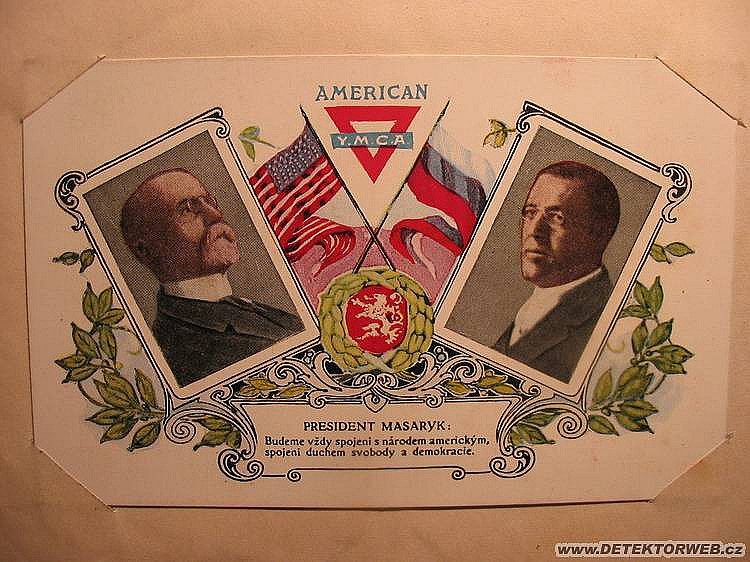 AMERICAN
Y.M.C.A.
PRESIDENT MASARYK:
Budeme vždy spojeni s národem americkým,
spojeni duchem svobody a demokracie.
www.DETEKTORWEB.cz